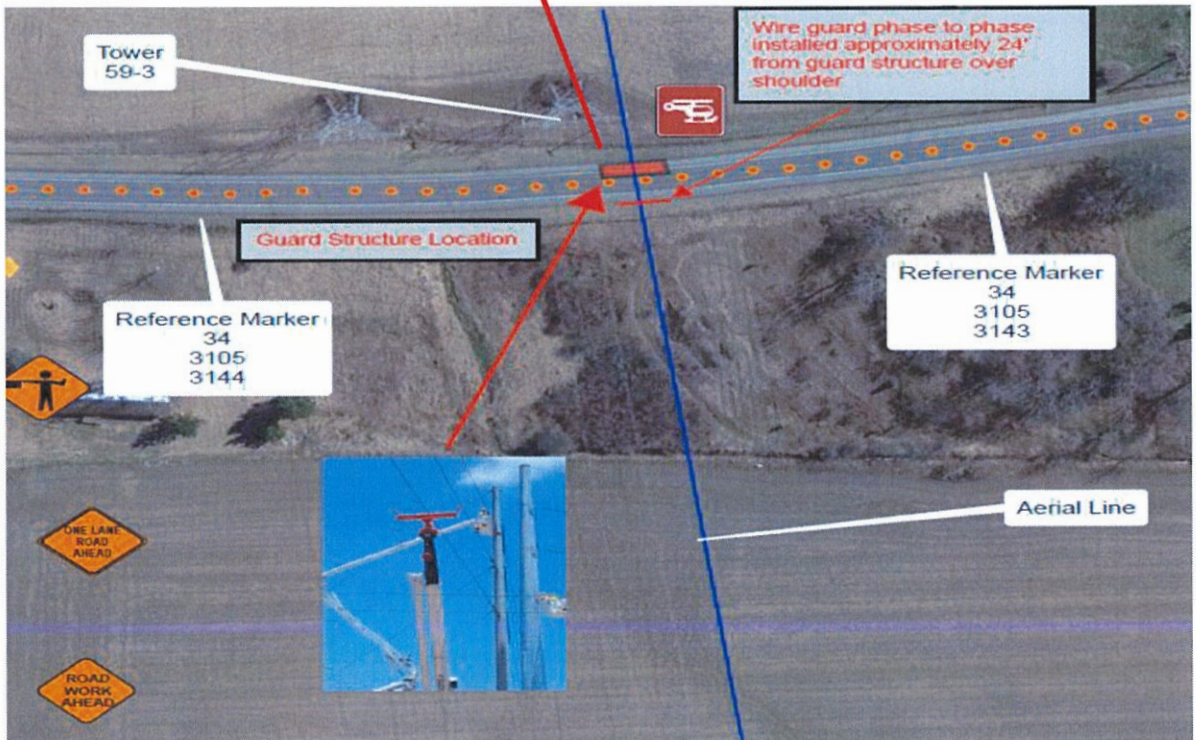 Tower
59-3
Wire guard phase to phase
installed approximately 24'
from guard structure over
shoulder
Guard Structure Location
Reference Marker
34
3105
3144
Reference Marker
34
3105
3143
Aerial Line
ONE LANE
ROAD
AHEAD
ROAD
WORK
AHEAD